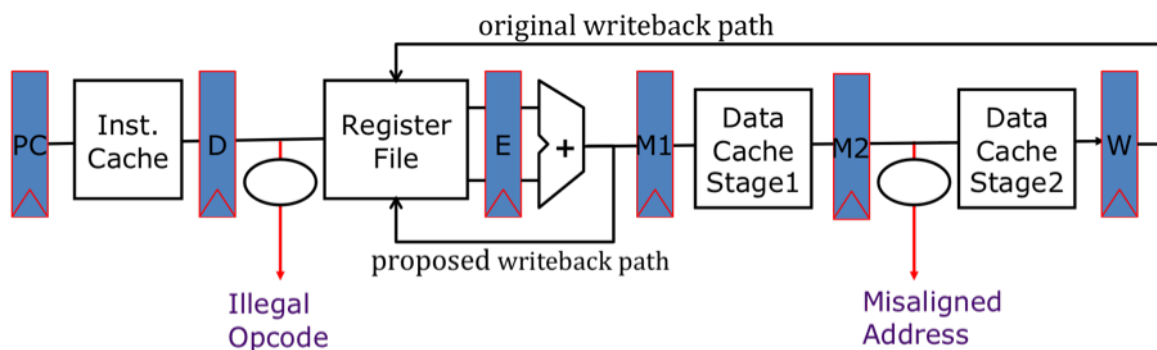 original writeback path
PC
Inst.
Cache
D
Register
File
E
+
M1
Data
Cache
Stage1
M2
Data
Cache
Stage2
W
proposed writeback path
Illegal
Opcode
Misaligned
Address